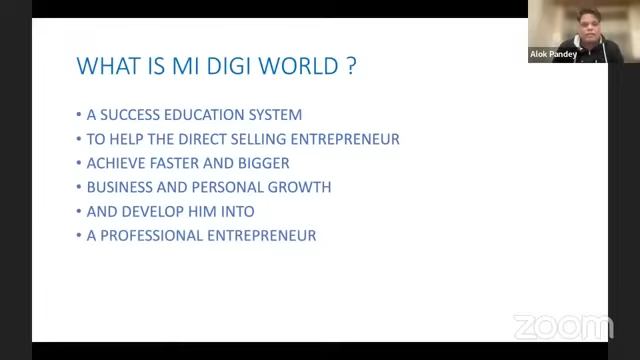 WHAT IS MI DIGI WORLD ?
• A SUCCESS EDUCATION SYSTEM
• TO HELP THE DIRECT SELLING ENTREPRENEUR
• ACHIEVE FASTER AND BIGGER
• BUSINESS AND PERSONAL GROWTH
• AND DEVELOP HIM INTO
• A PROFESSIONAL ENTREPRENEUR
Alok Pandey
zoom